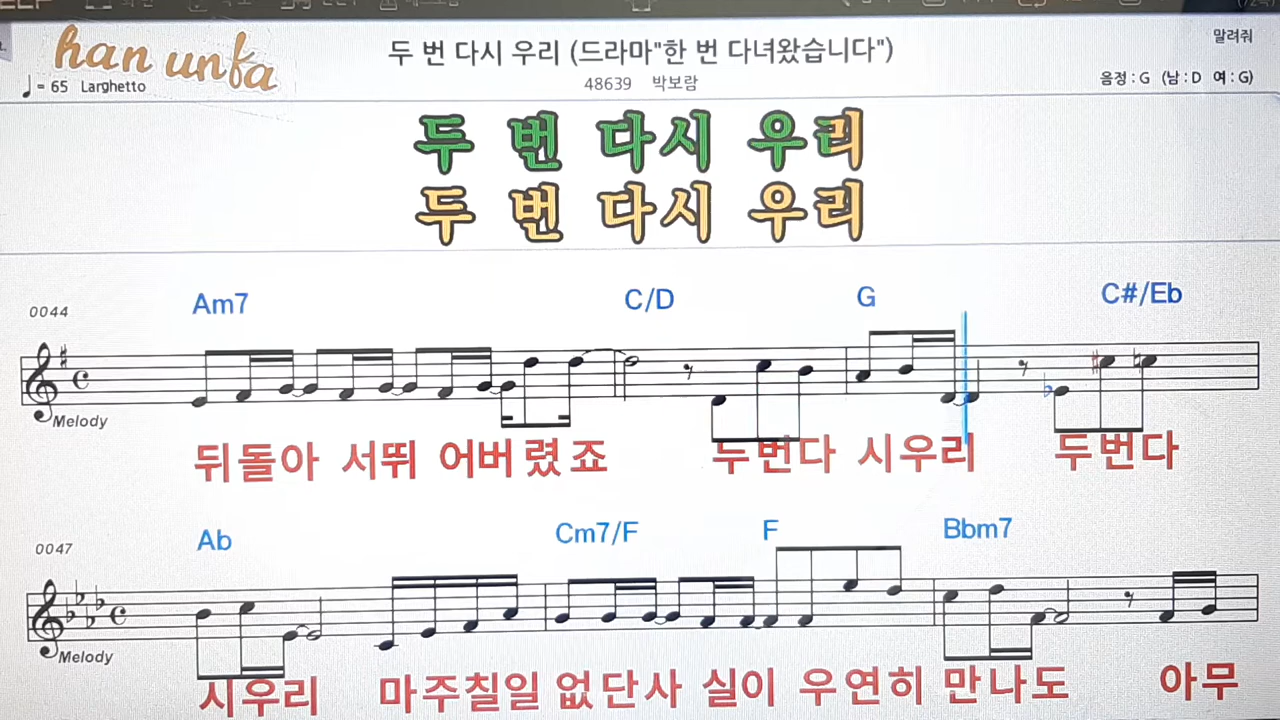 han unfa
♩ = 65 Larghetto
두 번 다시 우리 (드라마"한 번 다녀왔습니다")
48639 박보람
말려줘
음정 : G (남 : D 여 : G)
두 번 다시 우리
두 번 다시 우리
0044
Am7 C/D G C#/Eb
Melody
뒤돌아 서뛰 어버렸죠 두번다 시우리 두번다
0047
Ab Cm7/F F Bbm7
Melody
시우리 마주칠일 없단사 실이 우연히 만나도 아무